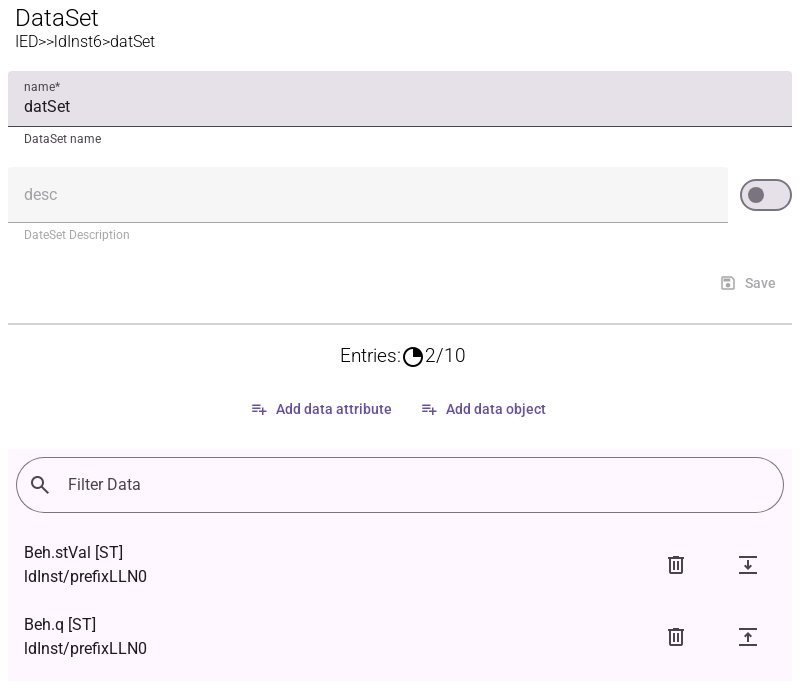 DataSet
IED>>ldInst6>datSet
name*
datSet
DataSet name
desc
DateSet Description
Save
Entries: 2/10
Add data attribute Add data object
Filter Data
Beh.stVal [ST]
ldInst/prefixLLN0
Beh.q [ST]
ldInst/prefixLLN0